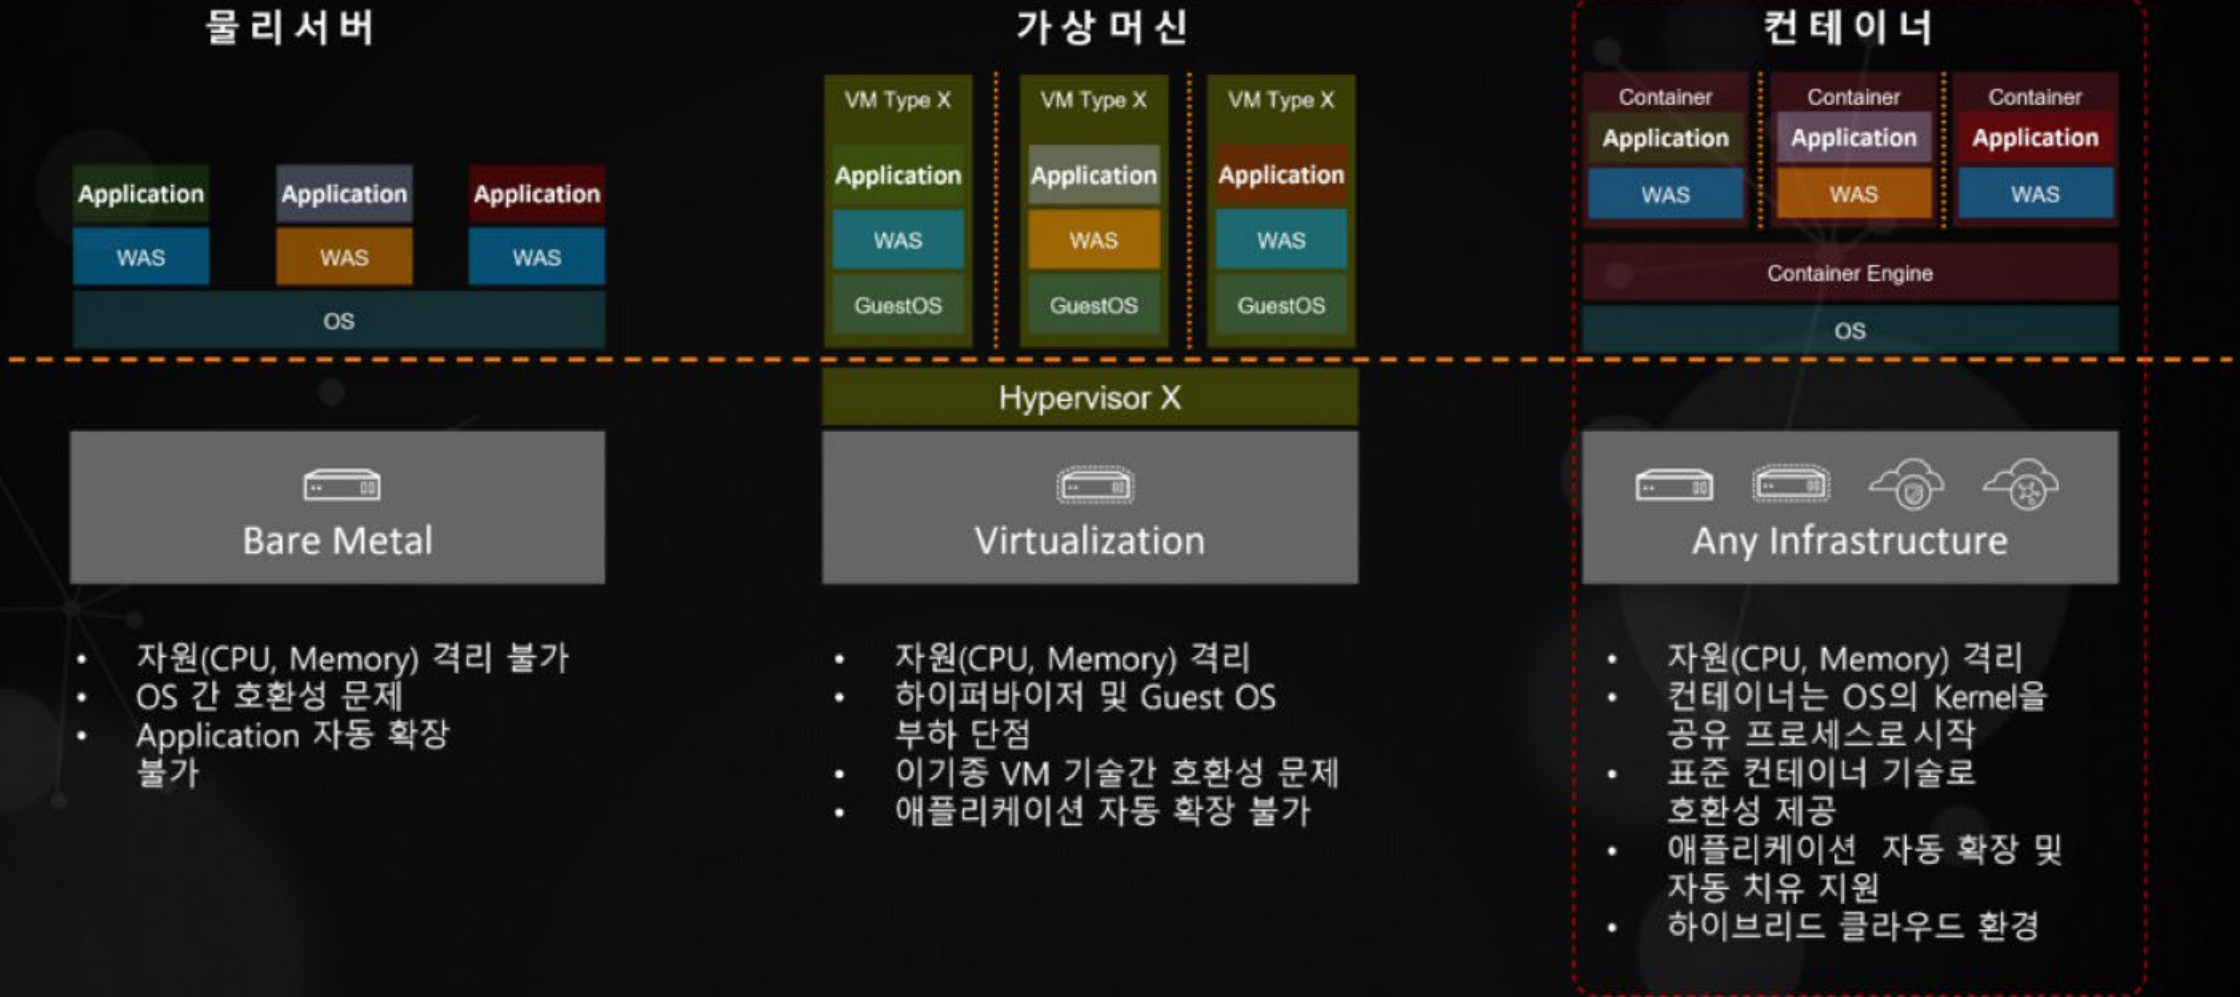 물리서버
Application
Application
Application
WAS
WAS
WAS
OS
Bare Metal
• 자원(CPU, Memory) 격리 불가
• OS 간 호환성 문제
• Application 자동 확장
불가
가상머신
VM Type X
VM Type X
VM Type X
Application
Application
Application
WAS
WAS
WAS
GuestOS
GuestOS
GuestOS
Hypervisor X
Virtualization
• 자원(CPU, Memory) 격리
• 하이퍼바이저 및 Guest OS
부하 단점
• 이기종 VM 기술간 호환성 문제
• 애플리케이션 자동 확장 불가
컨테이너
Container
Container
Container
Application
Application
Application
WAS
WAS
WAS
Container Engine
OS
Any Infrastructure
• 자원(CPU, Memory) 격리
• 컨테이너는 OS의 Kernel을
공유 프로세스로 시작
• 표준 컨테이너 기술로
호환성 제공
• 애플리케이션 자동 확장 및
자동 치유 지원
• 하이브리드 클라우드 환경